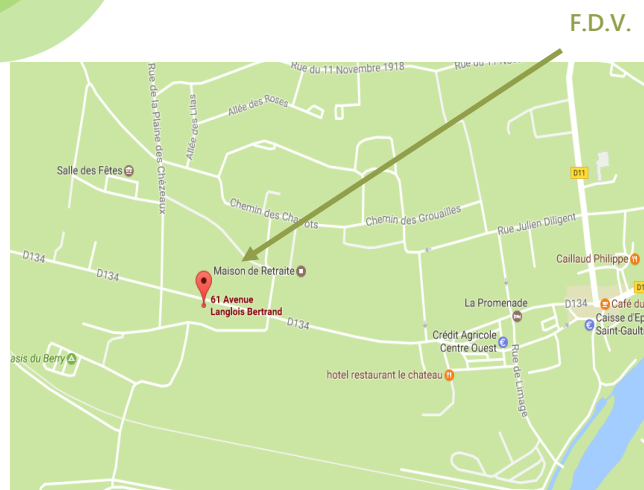 F.D.V.
Rue du 11 Novembre 1918
Rue de la Plaine des Chézeaux
Allée des Lilas
Allée des Roses
Salle des Fêtes
D11
Chemin des Cha ots
Chemin des Grouailles
Rue Julien Diligent
D134
D134
Maison de Retraite
Caillaud Philippe
61 Avenue
Langlois Bertrand
D134
La Promenade
D134
Café du
Caisse d'Ep
Saint-Gault
Crédit Agricole
Centre Ouest
Rue de Limage
asis du Berry
hotel restaurant le chateau